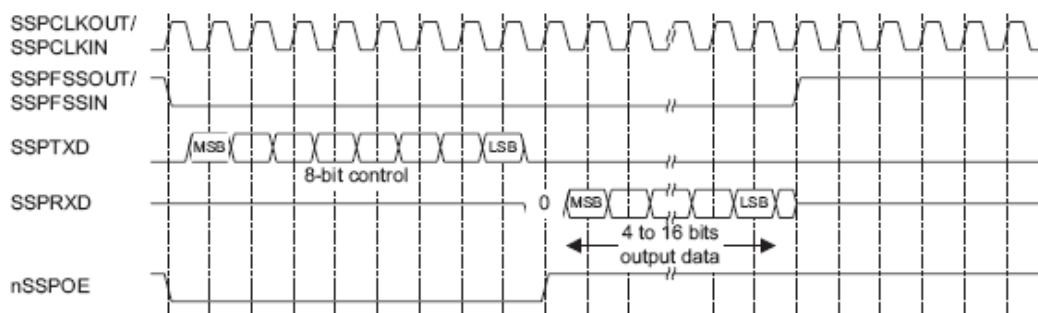 SSPCLKOUT/
SSPCLKIN
SSPFSSOUT/
SSPFSSIN
SSPTXD
MSB
LSB
8-bit control
SSPRXD
0
MSB
LSB
4 to 16 bits
output data
nSSPOE